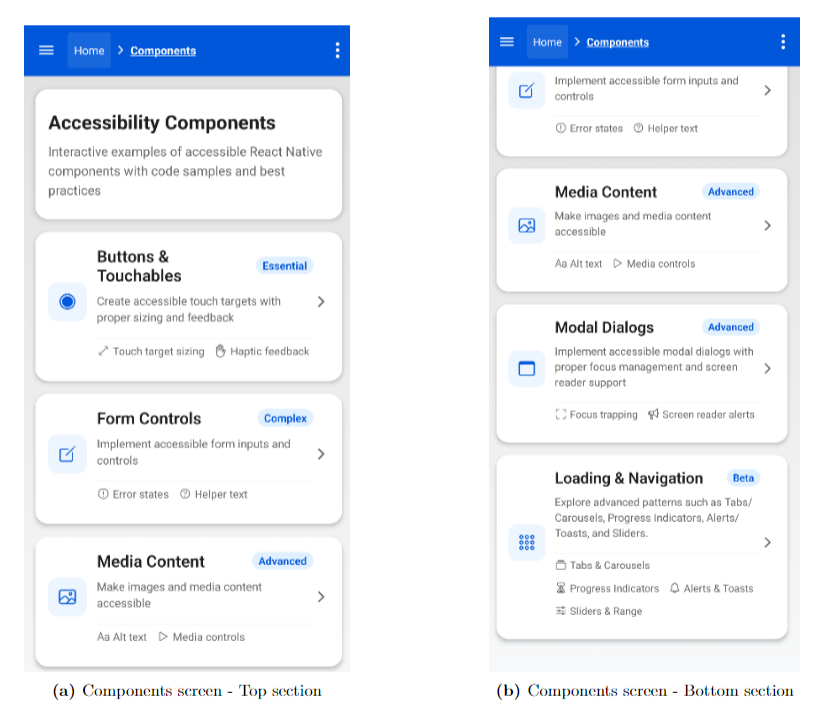 Home > Components
Accessibility Components
Interactive examples of accessible React Native
components with code samples and best
practices
Buttons &
Touchables
Essential
Create accessible touch targets with
proper sizing and feedback
Touch target sizing Haptic feedback
Form Controls Complex
Implement accessible form inputs and
controls
Error states Helper text
Media Content Advanced
Make images and media content
accessible
Aa Alt text Media controls
(a) Components screen - Top section
Home > Components
Implement accessible form inputs and
controls
Error states Helper text
Media Content Advanced
Make images and media content
accessible
Aa Alt text Media controls
Modal Dialogs Advanced
Implement accessible modal dialogs with
proper focus management and screen
reader support
Focus trapping Screen reader alerts
Loading & Navigation Beta
Explore advanced patterns such as Tabs/
Carousels, Progress Indicators, Alerts/
Toasts, and Sliders.
Tabs & Carousels
Progress Indicators Alerts & Toasts
Sliders & Range
(b) Components screen - Bottom section